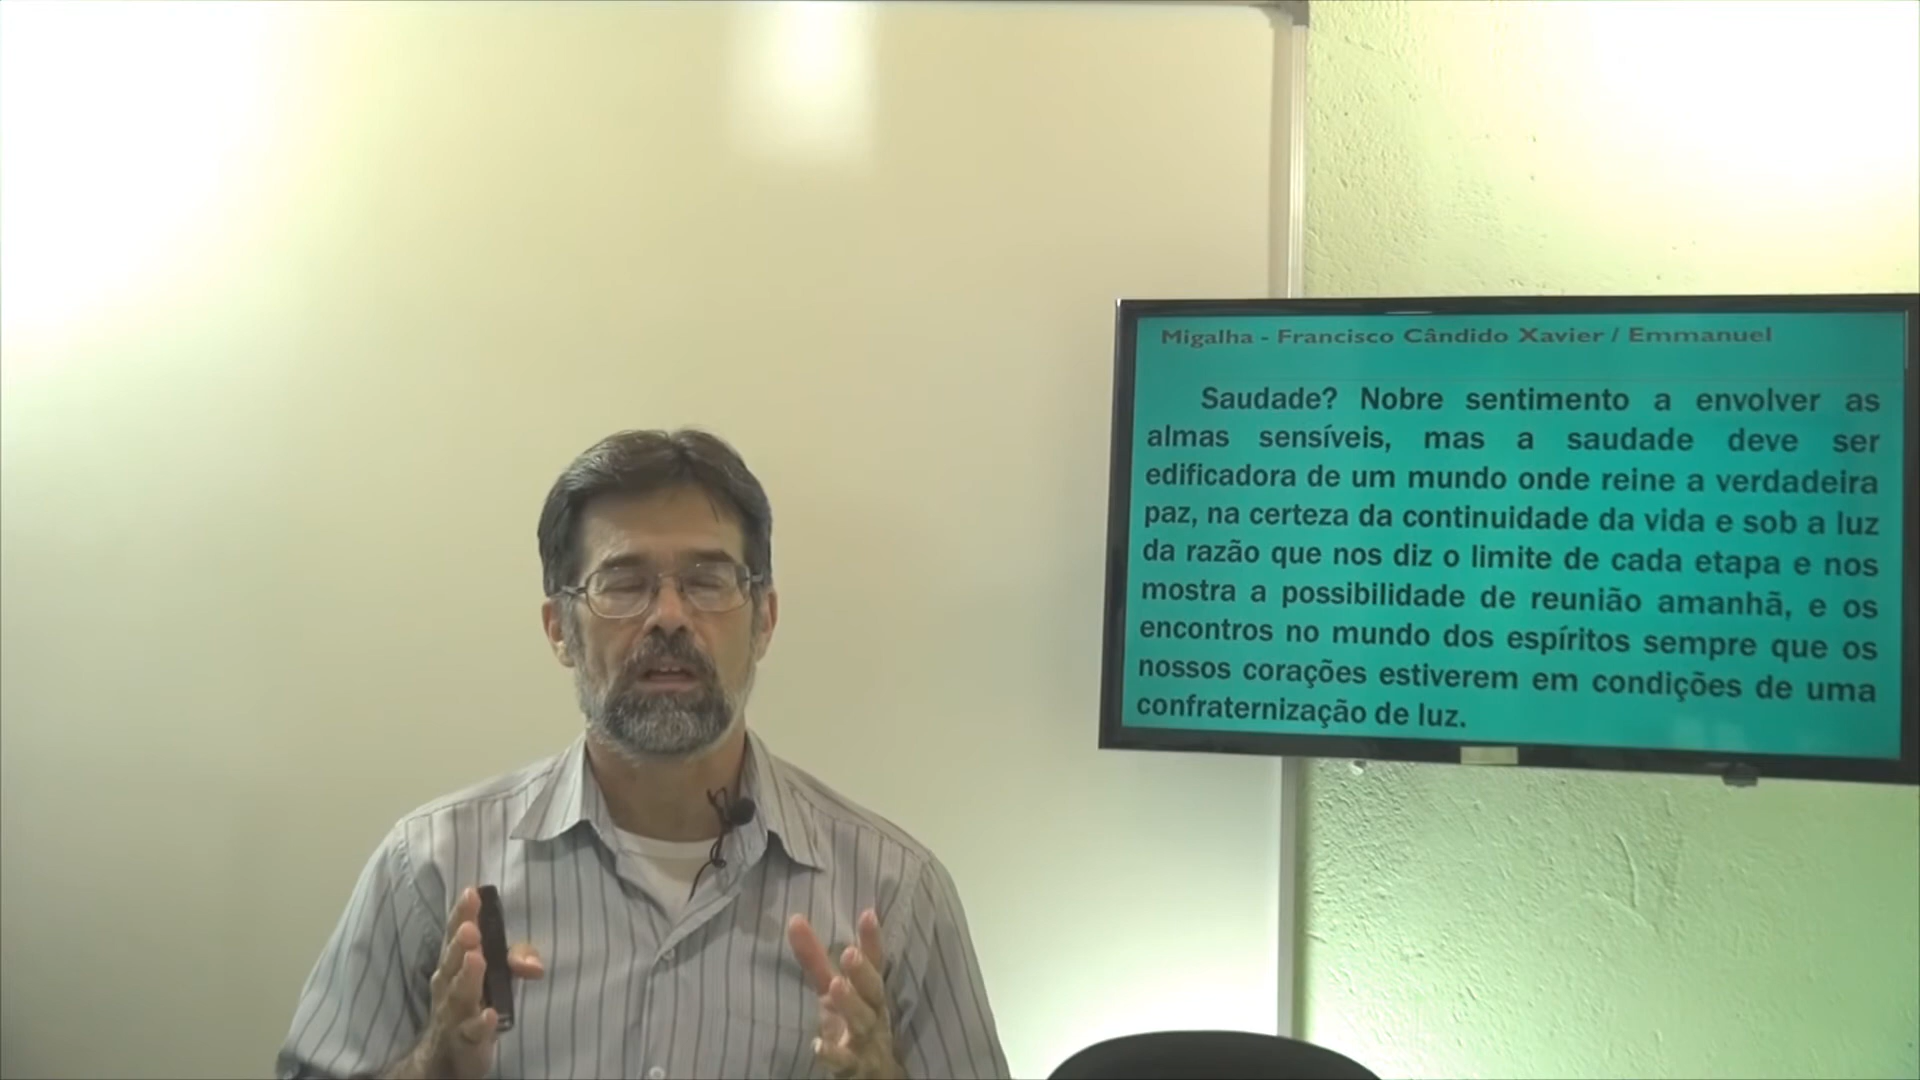 Migalha - Francisco Cândido Xavier / Emmanuel
Saudade? Nobre sentimento a envolver as
almas sensíveis, mas a saudade deve ser
edificadora de um mundo onde reine a verdadeira
paz, na certeza da continuidade da vida e sob a luz
da razão que nos diz o limite de cada etapa e nos
mostra a possibilidade de reunião amanhã, e os
encontros no mundo dos espíritos sempre que os
nossos corações estiverem em condições de uma
confraternização de luz.